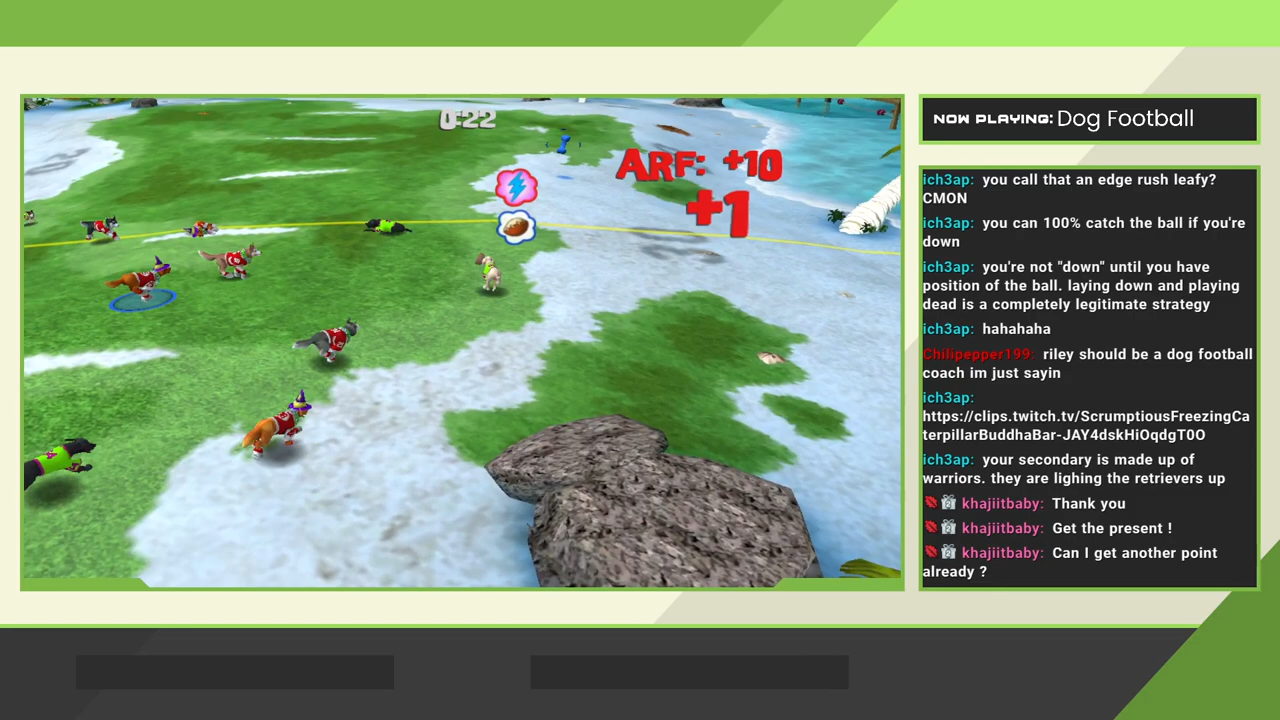 0:22
ARF: +10
+1
NOW PLAYING: Dog Football
ich3ap: you call that an edge rush leafy?
CMON
ich3ap: you can 100% catch the ball if you're
down
ich3ap: you're not "down" until you have
position of the ball. laying down and playing
dead is a completely legitimate strategy
ich3ap: hahahaha
Chilipepper199: riley should be a dog football
coach im just sayin
ich3ap:
https://clips.twitch.tv/ScrumptiousFreezingCa
terpillarBuddhaBar-JAY4dskHiOqdgT0O
ich3ap: your secondary is made up of
warriors. they are lighing the retrievers up
khajiitbaby: Thank you
khajiitbaby: Get the present !
khajiitbaby: Can I get another point
already ?